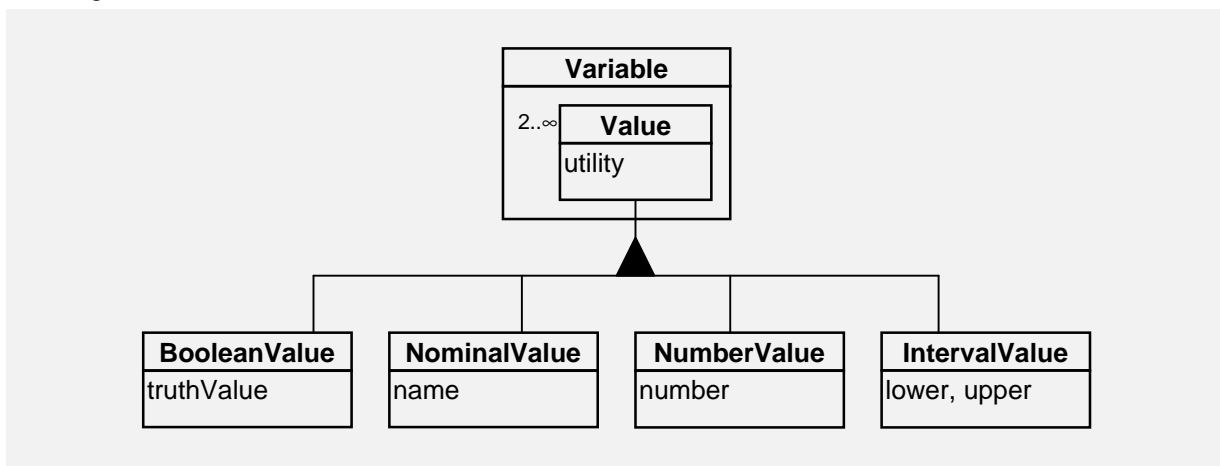 Variable
2..∞
Value
utility
BooleanValue
truthValue
NominalValue
name
NumberValue
number
IntervalValue
lower, upper